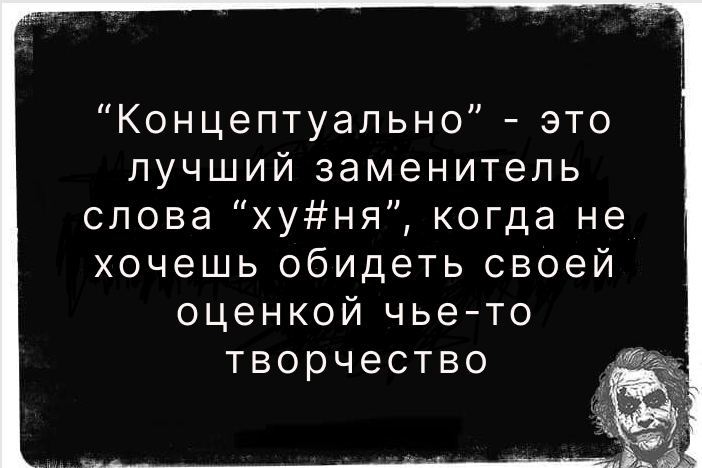 “Концептуально” - это
лучший заменитель
слова “ху#ня”, когда не
хочешь обидеть своей
оценкой чье-то
творчество